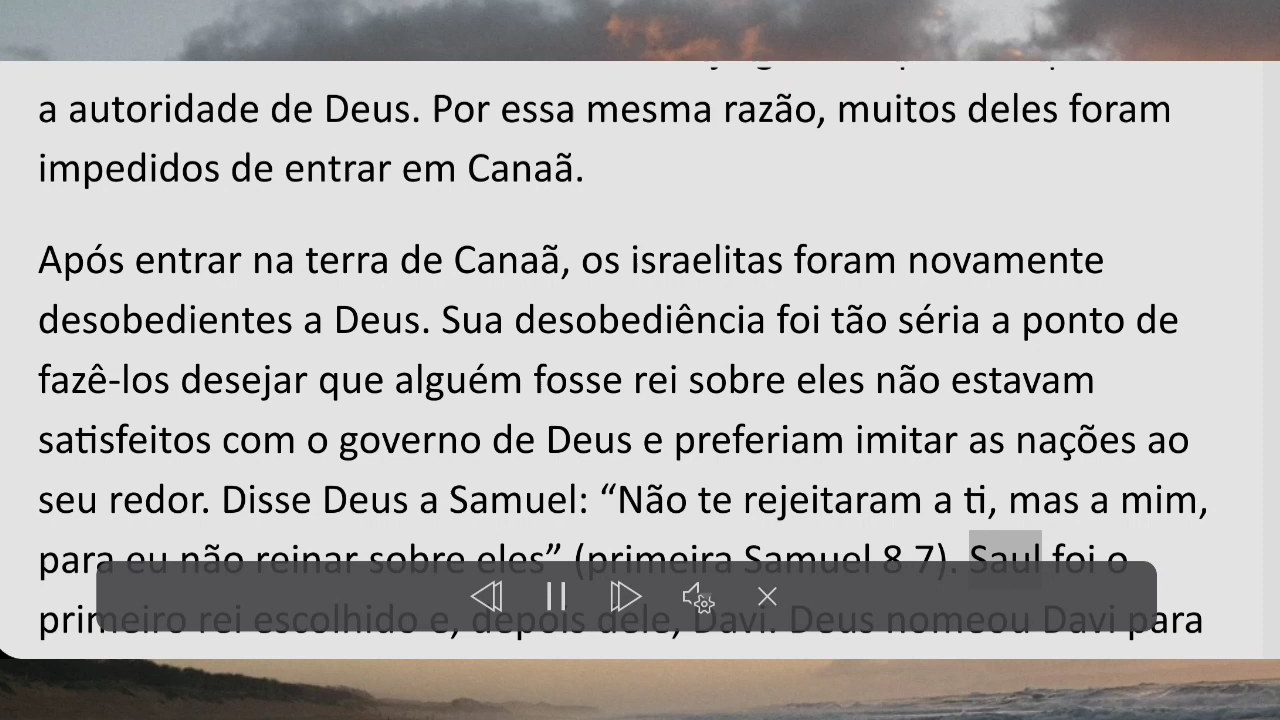 a autoridade de Deus. Por essa mesma razão, muitos deles foram
impedidos de entrar em Canaã.
Após entrar na terra de Canaã, os israelitas foram novamente
desobedientes a Deus. Sua desobediência foi tão séria a ponto de
fazê-los desejar que alguém fosse rei sobre eles não estavam
satisfeitos com o governo de Deus e preferiam imitar as nações ao
seu redor. Disse Deus a Samuel: “Não te rejeitaram a ti, mas a mim,
para eu não reinar sobre eles” (primeira Samuel 8 7). Saul foi o
primeiro rei escolhido e, depois dele, Davi. Deus nomeou Davi para